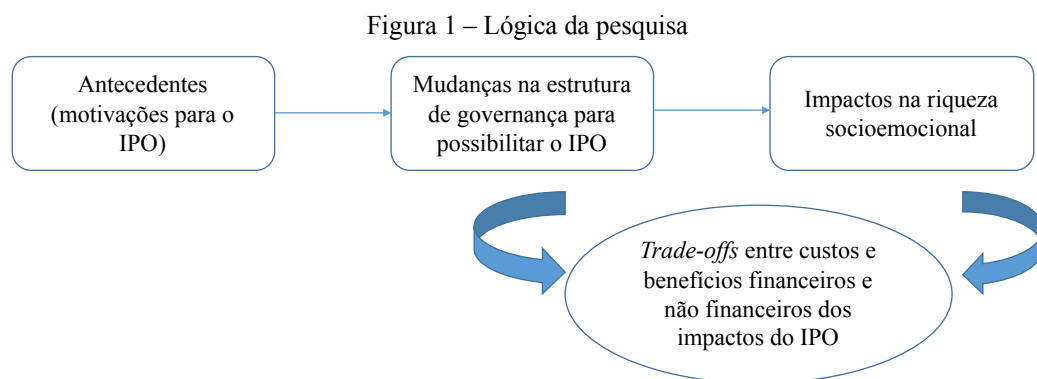 Figura 1 – Lógica da pesquisa
Antecedentes
(motivações para o
IPO)
Mudanças na estrutura
de governança para
possibilitar o IPO
Impactos na riqueza
socioemocional
Trade-offs entre custos e
benefícios financeiros e
não financeiros dos
impactos do IPO